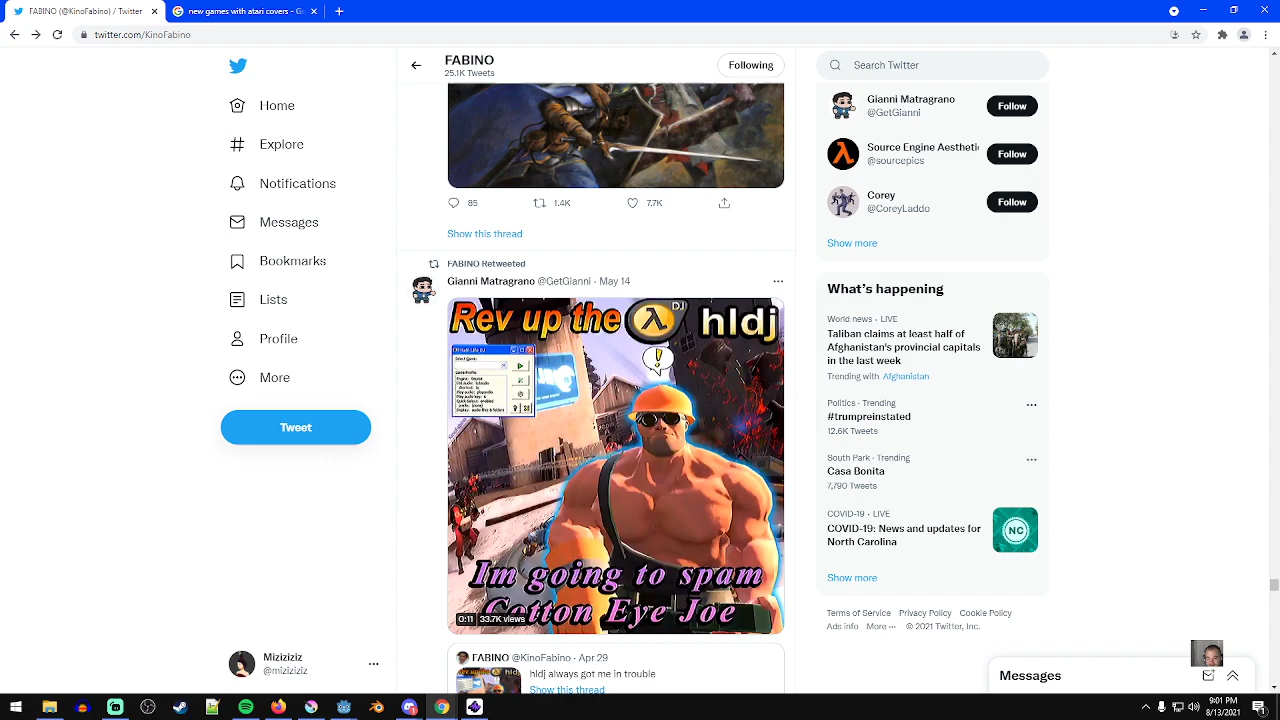 FABINO (@KinoFabino) / Twitter
new games with atari covers - Go
twitter.com/KinoFabino
FABINO
25.1K Tweets
Following
Search Twitter
Home
Explore
Notifications
Messages
Bookmarks
Lists
Profile
More
Tweet
Miziziziz
@miziziziz
85
1.4K
7.7K
Show this thread
FABINO Retweeted
Gianni Matragrano @GetGianni · May 14
Rev up the DJ hldj
Select Game:
Im going to spam
Cotton Eye Joe
0:11 33.7K views
FABINO @KinoFabino · Apr 29
hldj always got me in trouble
Show this thread
Gianni Matragrano
@GetGianni
Follow
Source Engine Aestheti
@sourcepics
Follow
Corey
@CoreyLaddo
Follow
Show more
What's happening
World news · LIVE
Taliban claims at least half of
Afghanistan's provincial capitals
in the last week
Trending with Afghanistan
Politics · Trending
#trumpreinstated
12.6K Tweets
South Park · Trending
Casa Bonita
7,790 Tweets
COVID-19 · LIVE
COVID-19: News and updates for
North Carolina
NC
Show more
Terms of Service Privacy Policy Cookie Policy
Ads info More ··· © 2021 Twitter, Inc.
Messages
9:01 PM
8/13/2021